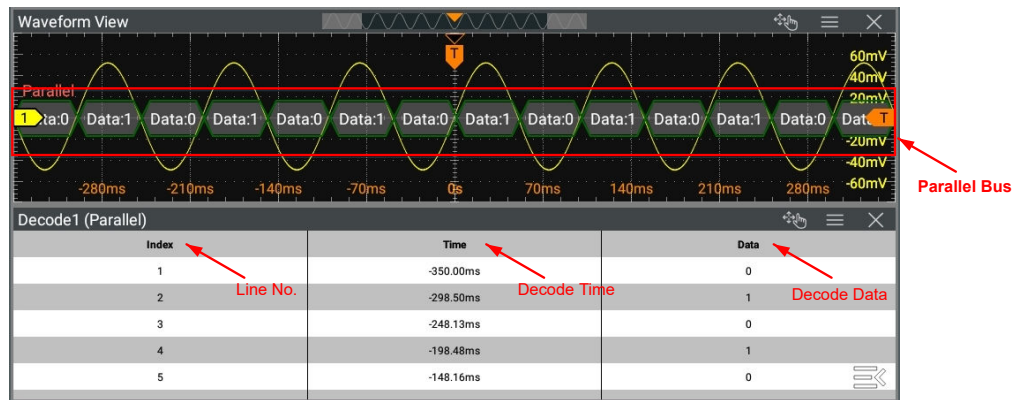 Waveform View
T
60mV
40mV
Parallel
20mV
1 ta:0 Data:1 Data:0 Data:1 Data:0 Data:1 Data:0 Data:1 Data:0 Data:1 Data:0 Data:1 Data:0 Dat T
-20mV
-40mV
-280ms -210ms -140ms -70ms 0s 70ms 140ms 210ms 280ms -60mV
Parallel Bus
Decode1 (Parallel)
Index Time Data
1 -350.00ms 0
Line No. Decode Time Decode Data
2 -298.50ms 1
3 -248.13ms 0
4 -198.48ms 1
5 -148.16ms 0